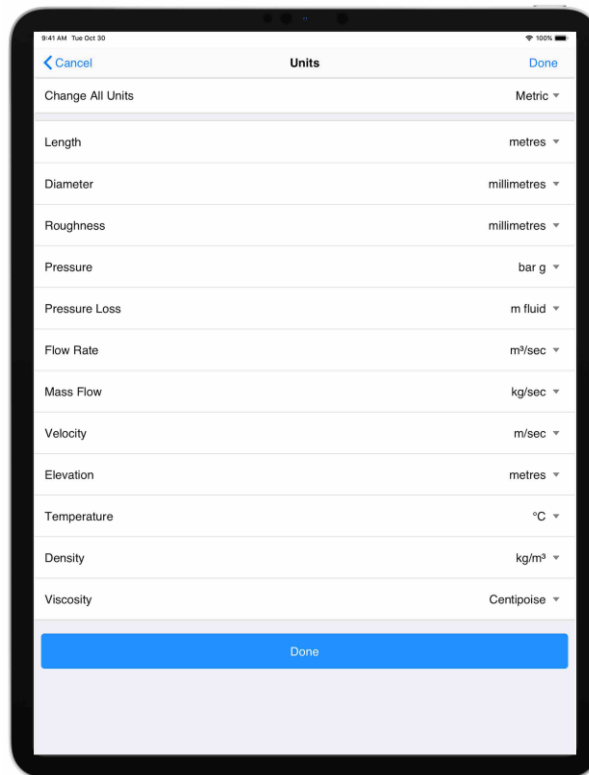 9:41 AM Tue Oct 30 100%
Cancel Units Done
Change All Units Metric
Length metres
Diameter millimetres
Roughness millimetres
Pressure bar g
Pressure Loss m fluid
Flow Rate m³/sec
Mass Flow kg/sec
Velocity m/sec
Elevation metres
Temperature °C
Density kg/m³
Viscosity Centipoise
Done